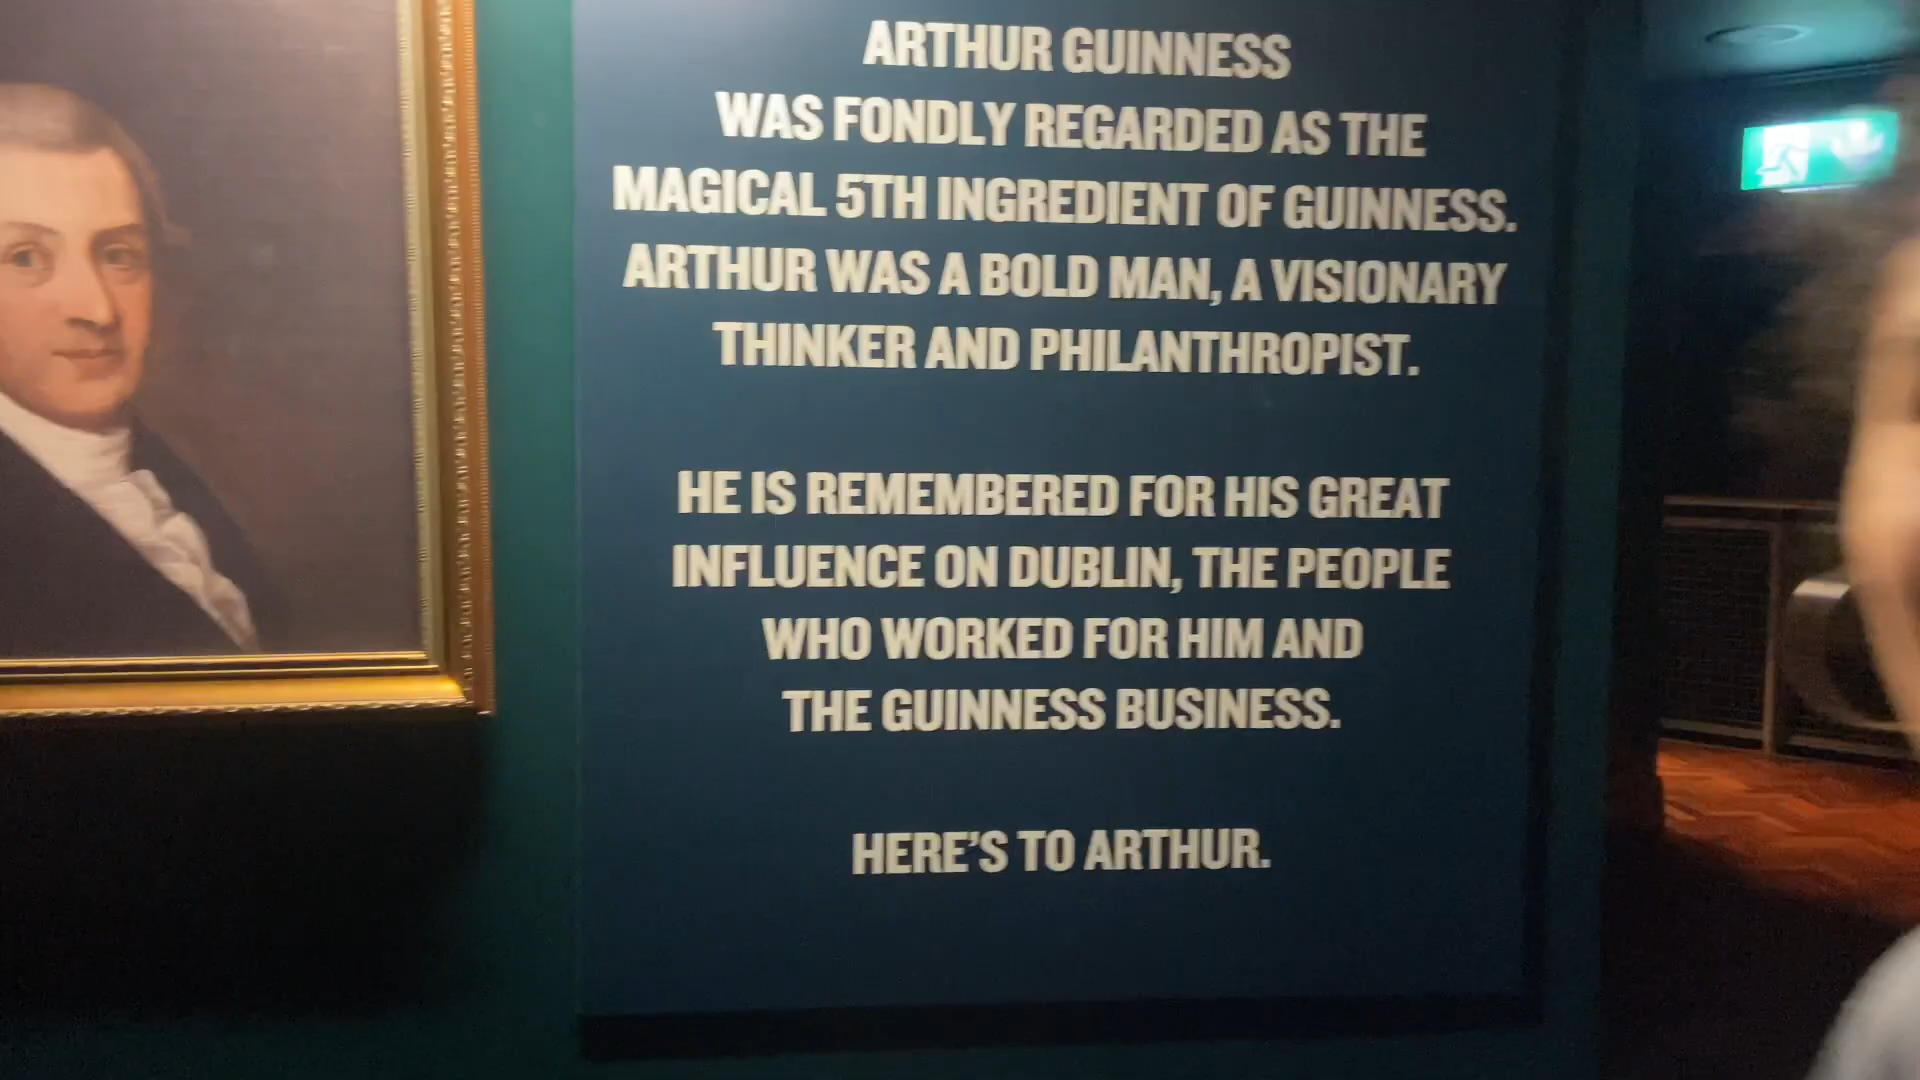 ARTHUR GUINNESS
WAS FONDLY REGARDED AS THE
MAGICAL 5TH INGREDIENT OF GUINNESS.
ARTHUR WAS A BOLD MAN, A VISIONARY
THINKER AND PHILANTHROPIST.
HE IS REMEMBERED FOR HIS GREAT
INFLUENCE ON DUBLIN, THE PEOPLE
WHO WORKED FOR HIM AND
THE GUINNESS BUSINESS.
HERE'S TO ARTHUR.